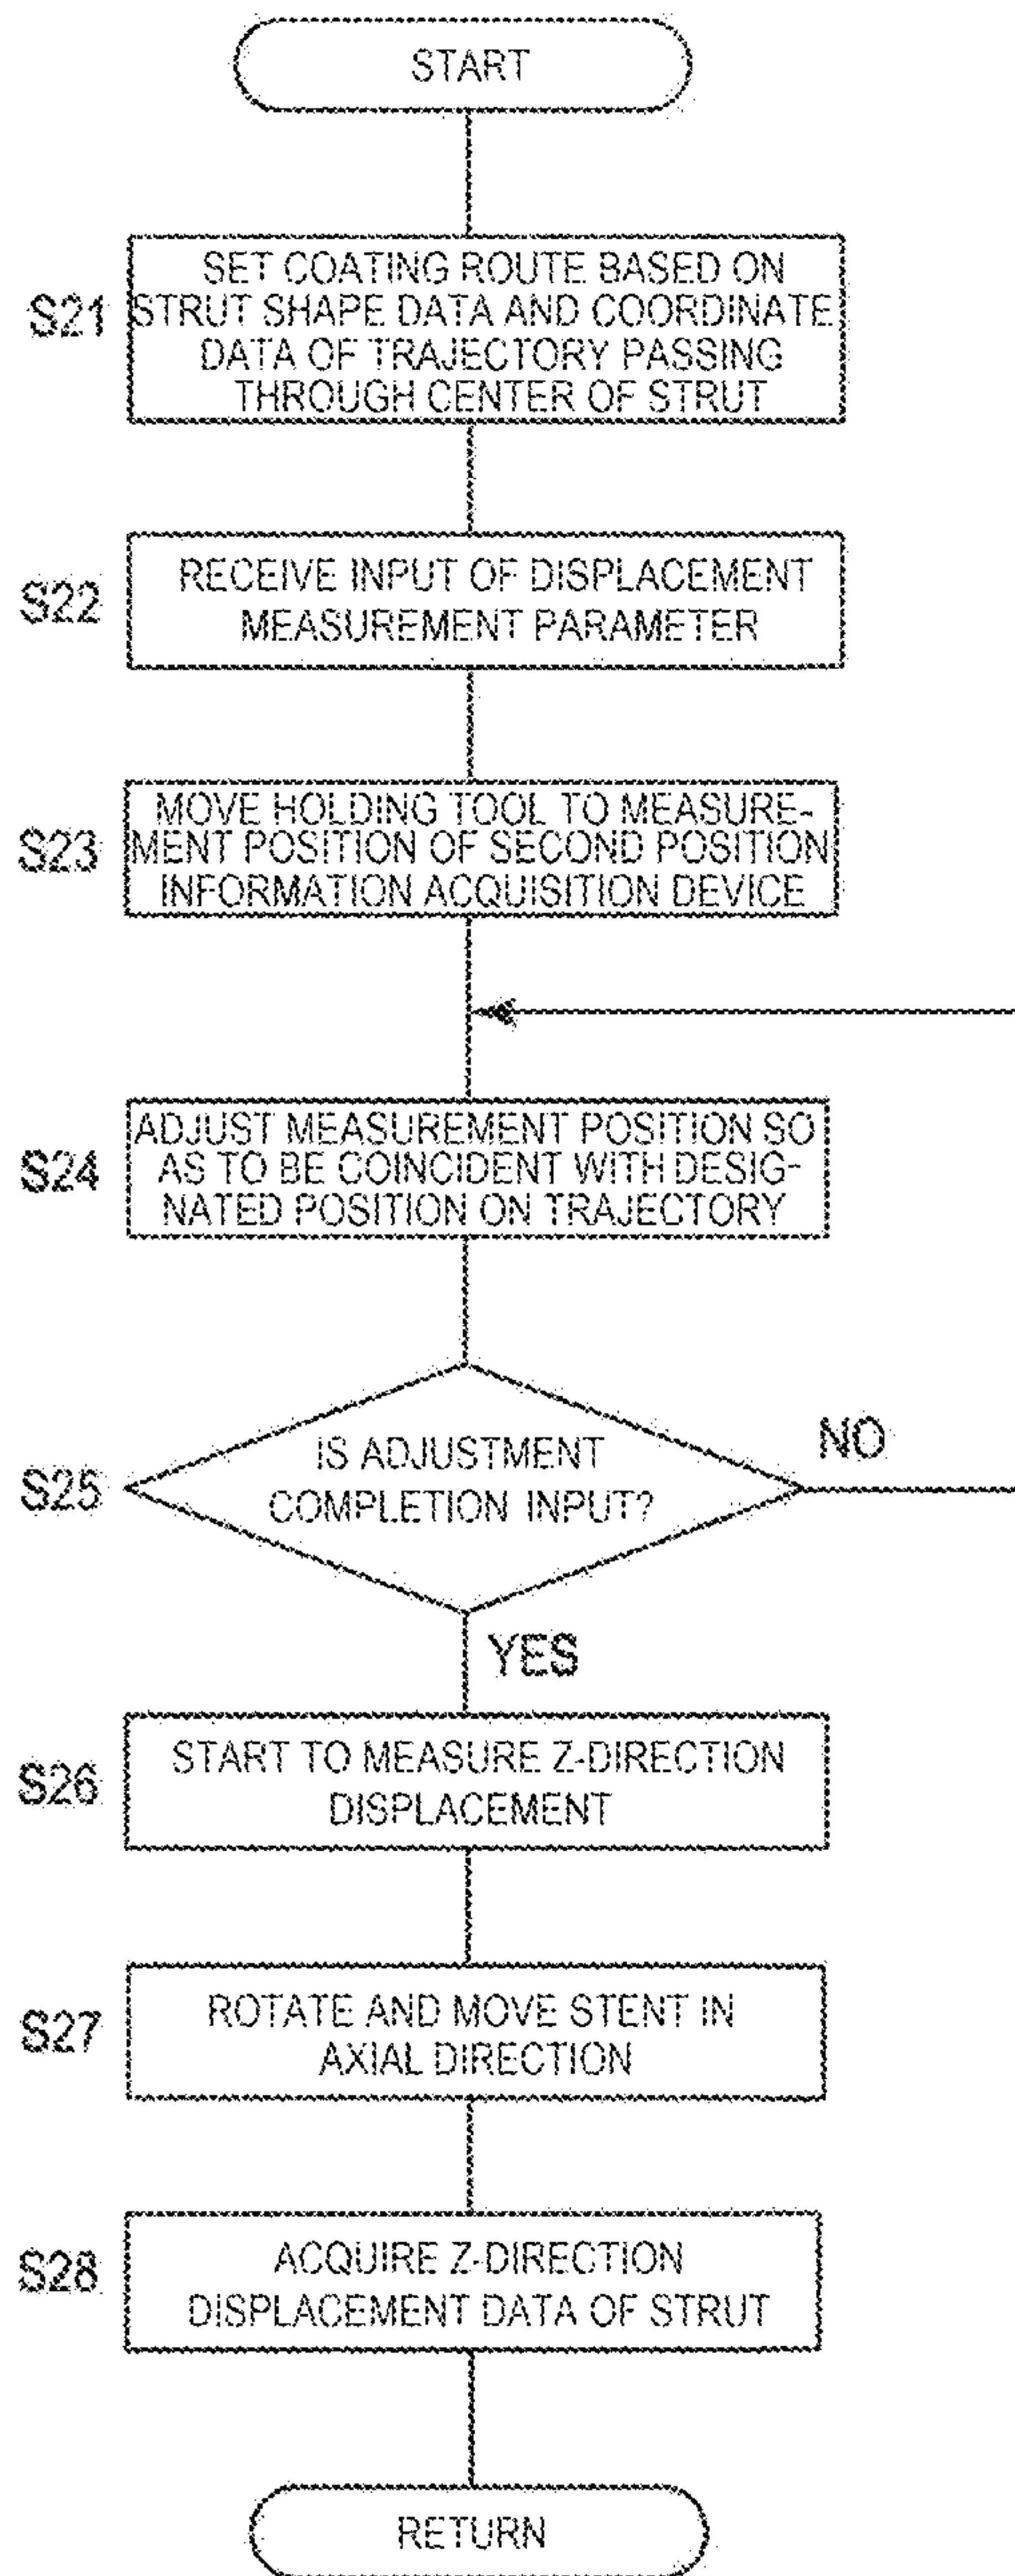 START
S21
SET COATING ROUTE BASED ON
STRUT SHAPE DATA AND COORDINATE
DATA OF TRAJECTORY PASSING
THROUGH CENTER OF STRUT
S22
RECEIVE INPUT OF DISPLACEMENT
MEASUREMENT PARAMETER
S23
MOVE HOLDING TOOL TO MEASURE-
MENT POSITION OF SECOND POSITION
INFORMATION ACQUISITION DEVICE
S24
ADJUST MEASUREMENT POSITION SO
AS TO BE COINCIDENT WITH DESIG-
NATED POSITION ON TRAJECTORY
S25
IS ADJUSTMENT
COMPLETION INPUT?
NO
YES
S26
START TO MEASURE Z-DIRECTION
DISPLACEMENT
S27
ROTATE AND MOVE STENT IN
AXIAL DIRECTION
S28
ACQUIRE Z-DIRECTION
DISPLACEMENT DATA OF STRUT
RETURN